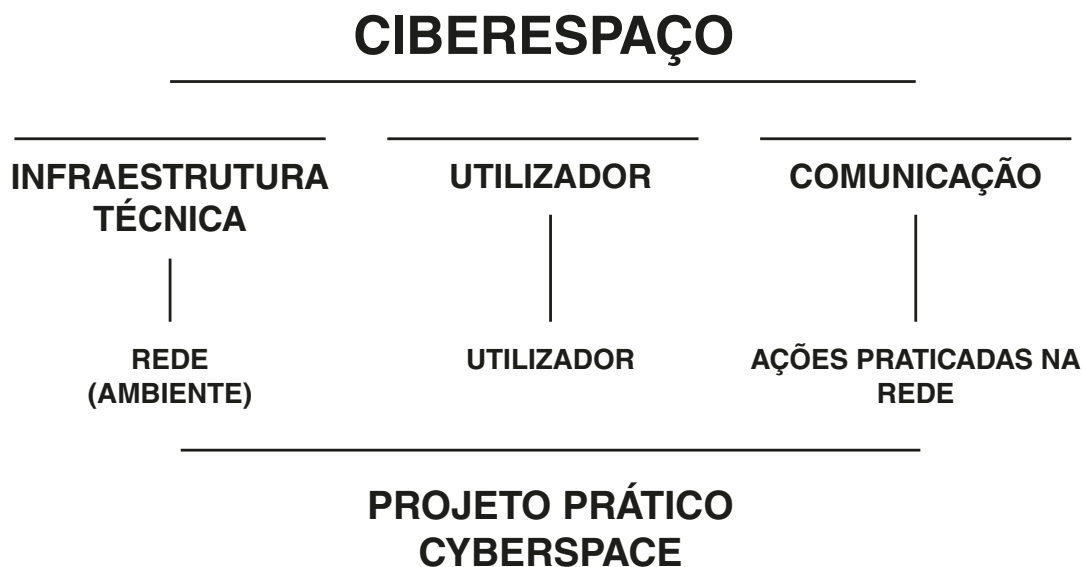 CIBERESPAÇO
INFRAESTRUTURA
TÉCNICA
UTILIZADOR
COMUNICAÇÃO
REDE
(AMBIENTE)
UTILIZADOR
AÇÕES PRATICADAS NA
REDE
PROJETO PRÁTICO
CYBERSPACE